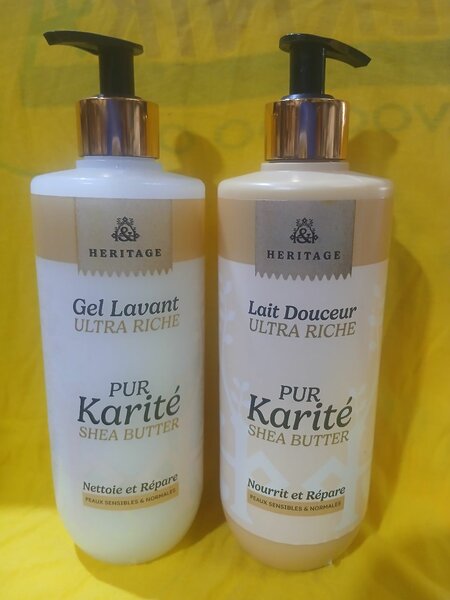 HERITAGE
Gel Lavant
ULTRA RICHE
PUR
Karité
SHEA BUTTER
Nettoie et Répare
PEAUX SENSIBLES & NORMALES
HERITAGE
Lait Douceur
ULTRA RICHE
PUR
Karité
SHEA BUTTER
Nourrit et Répare
PEAUX SENSIBLES & NORMALES